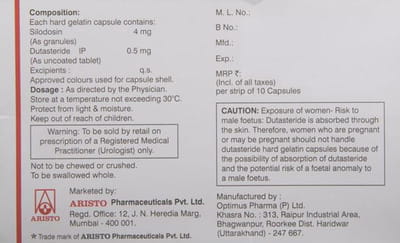 Composition:
Each hard gelatin capsule contains:
Silodosin 4 mg
(As granules)
Dutasteride IP 0.5 mg
(As uncoated tablet)
Excipients : q.s.
Approved colours used for capsule shell.
Dosage : As directed by the Physician.
Store at a temperature not exceeding 30°C.
Protect from light & moisture.
Keep out of reach of children.
Warning: To be sold by retail on
prescription of a Registered Medical
Practitioner (Urologist) only.
Not to be chewed or crushed.
To be swallowed whole.
ARISTO
Marketed by:
ARISTO Pharmaceuticals Pvt. Ltd.
Regd. Office: 12, J. N. Heredia Marg,
Mumbai - 400 001.
* Trade mark of ARISTO Pharmaceuticals Pvt. Ltd.
M. L. No.:
B No.:
Mfd.:
Exp.:
MRP ₹:
(Incl. of all taxes)
per strip of 10 Capsules
CAUTION: Exposure of women- Risk to
male foetus: Dutasteride is absorbed through
the skin. Therefore, women who are pregnant
or may be pregnant should not handle
dutasteride hard gelatin capsules because of
the possibility of absorption of dutasteride
and the potential risk of a foetal anomaly to
a male foetus.
Manufactured by :
Optimus Pharma (P) Ltd.
Khasra No. : 313, Raipur Industrial Area,
Bhagwanpur, Roorkee Dist. Haridwar
(Uttarakhand) - 247 667.